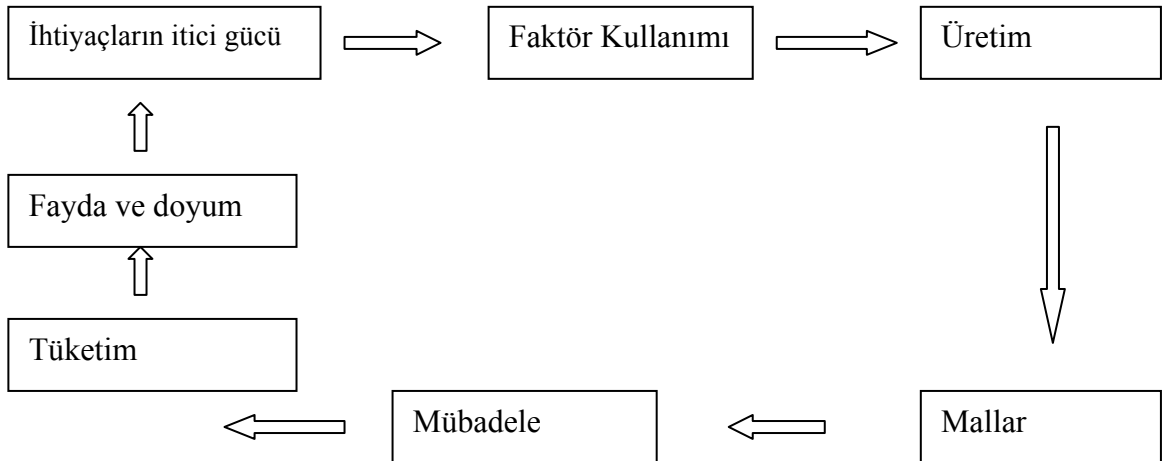 İhtiyaçların itici gücü
Faktör Kullanımı
Üretim
Fayda ve doyum
Tüketim
Mübadele
Mallar